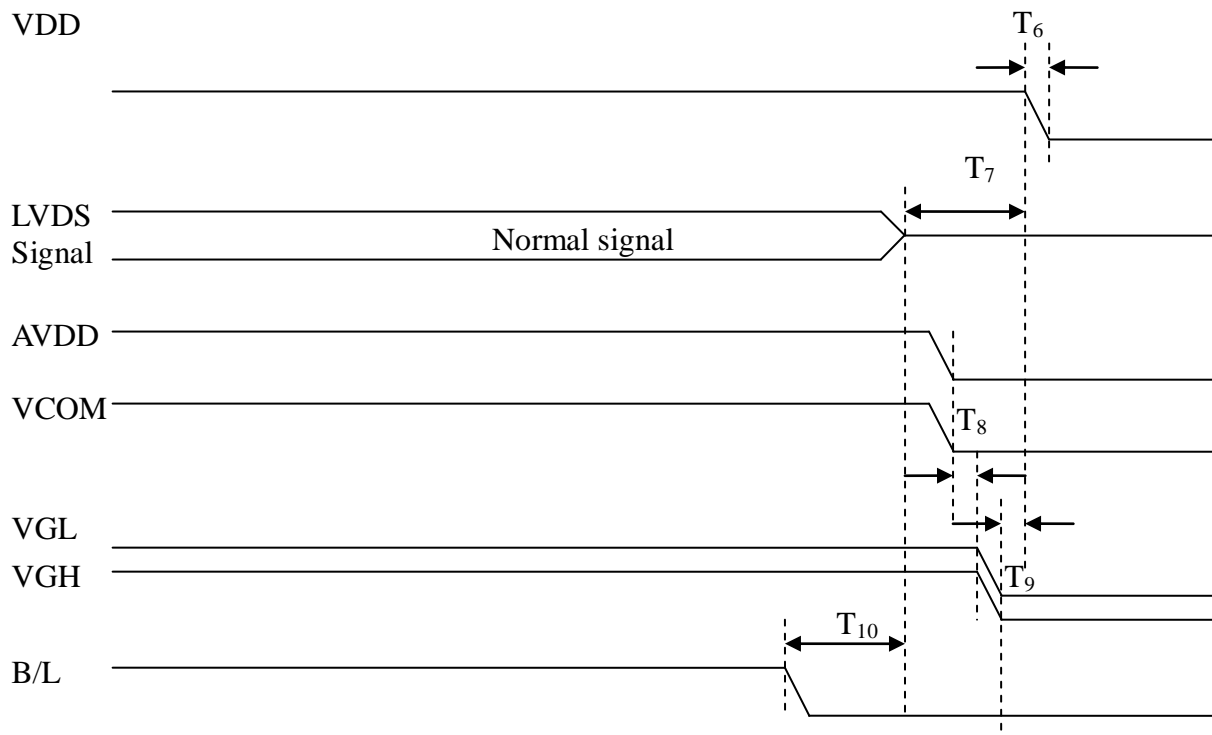 VDD
T₆
T₇
LVDS
Signal
Normal signal
AVDD
VCOM
T₈
VGL
VGH
T₉
T₁₀
B/L